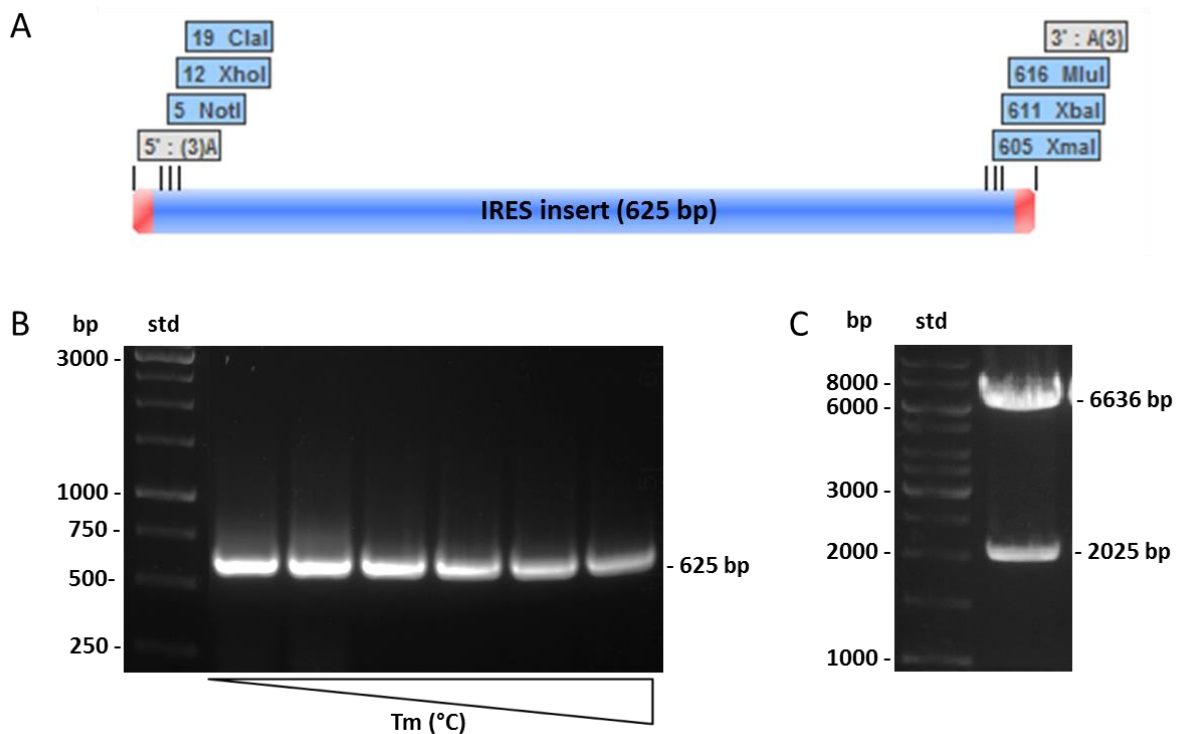 A
19 ClaI
12 XhoI
5 NotI
5' : (3)A
3' : A(3)
616 MluI
611 XbaI
605 XmaI
IRES insert (625 bp)
B
bp std
3000 -
1000 -
750 -
500-
250 -
- 625 bp
Tm (°C)
C
bp std
8000 -
6000 -
3000 -
2000 -
1000 -
- 6636 bp
- 2025 bp